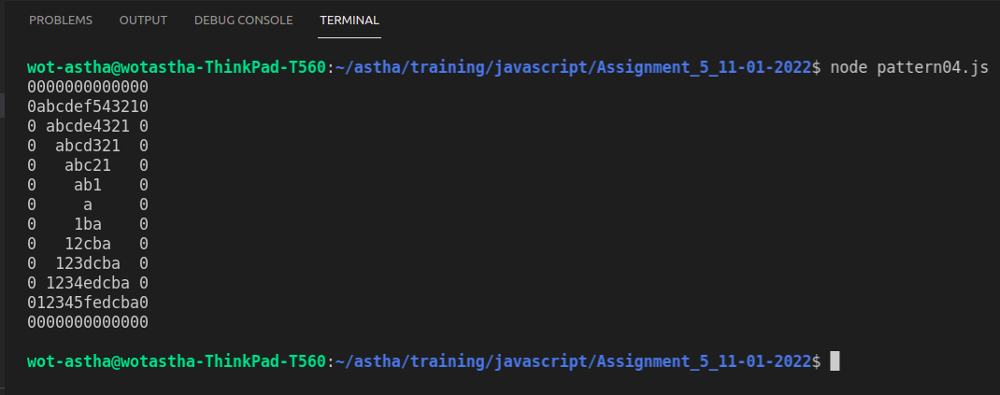 PROBLEMS OUTPUT DEBUG CONSOLE TERMINAL
wot-astha@wotastha-ThinkPad-T560:~/astha/training/javascript/Assignment_5_11-01-2022$ node pattern04.js
0000000000000
0abcdef543210
0 abcde4321 0
0  abcd321  0
0   abc21   0
0    ab1    0
0     a     0
0    1ba    0
0   12cba   0
0  123dcba  0
0 1234edcba 0
012345fedcba0
0000000000000
wot-astha@wotastha-ThinkPad-T560:~/astha/training/javascript/Assignment_5_11-01-2022$